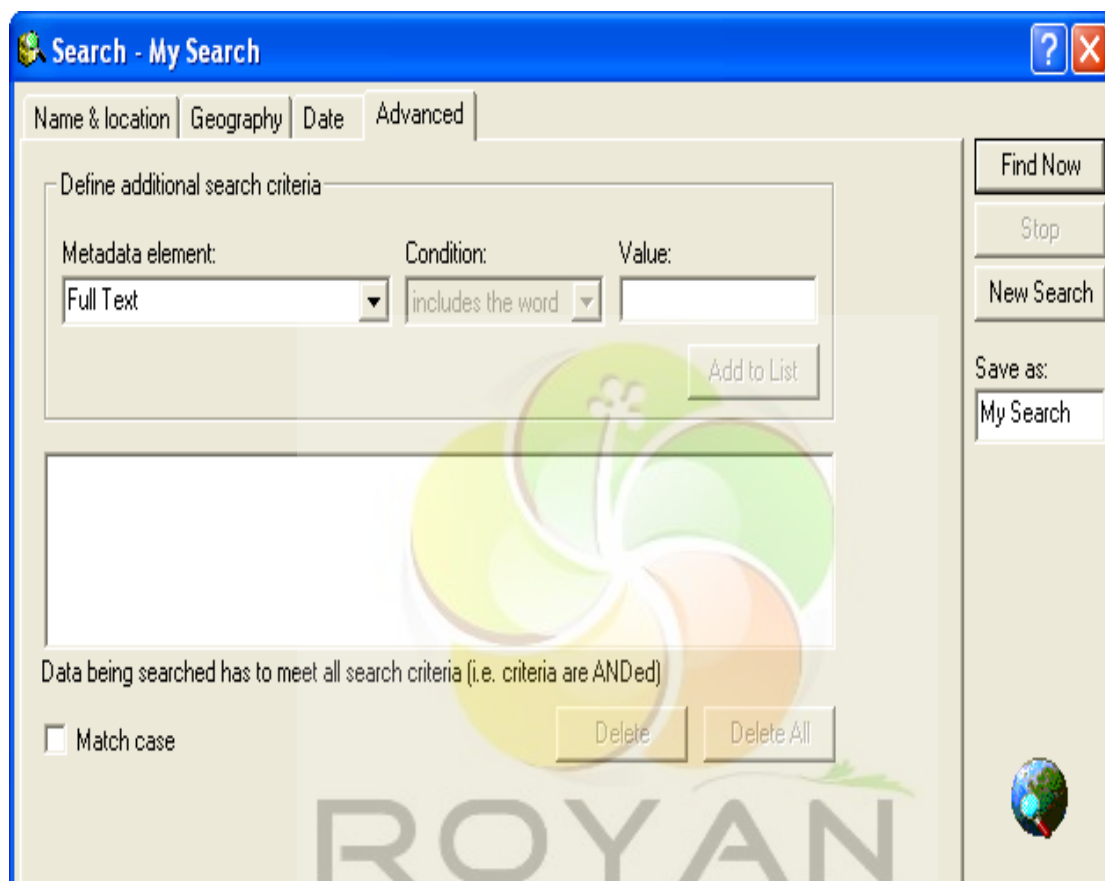 Search - My Search
Name & location Geography Date Advanced
Define additional search criteria
Metadata element: Condition: Value:
Full Text includes the word
Add to List
Data being searched has to meet all search criteria (i.e. criteria are ANDed)
Match case
Delete Delete All
Find Now
Stop
New Search
Save as:
My Search
ROYAN